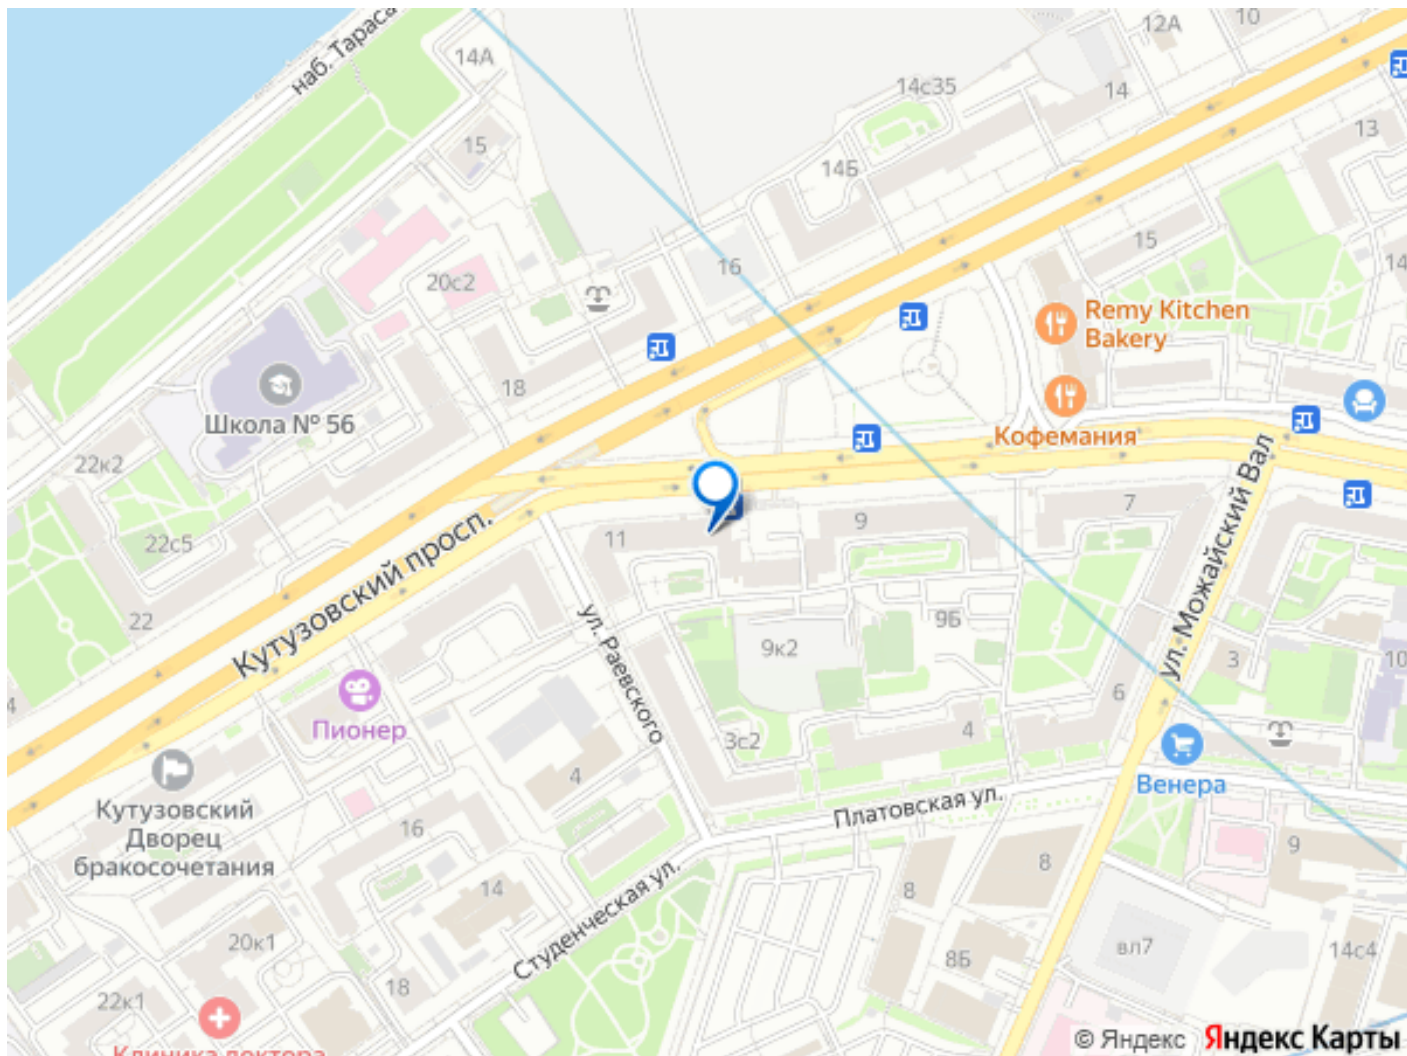 наб. Тараса
14А
12А
10
14с35
14
15
13
14Б
20с2
16
15
14
Remy Kitchen
Bakery
18
Школа № 56
Кофемания
22к2
22с5
11
9
7
ул. Можайский Вал
Кутузовский просп.
22
ул. Раевского
9Б
9к2
3
10
4
6
Пионер
3с2
4
4
Венера
Кутузовский
Дворец
бракосочетания
Платовская ул.
16
9
14
8
8
Студенческая ул.
20к1
вл7
14с4
8Б
22к1
18
Клиника доктора
© Яндекс Яндекс Карты